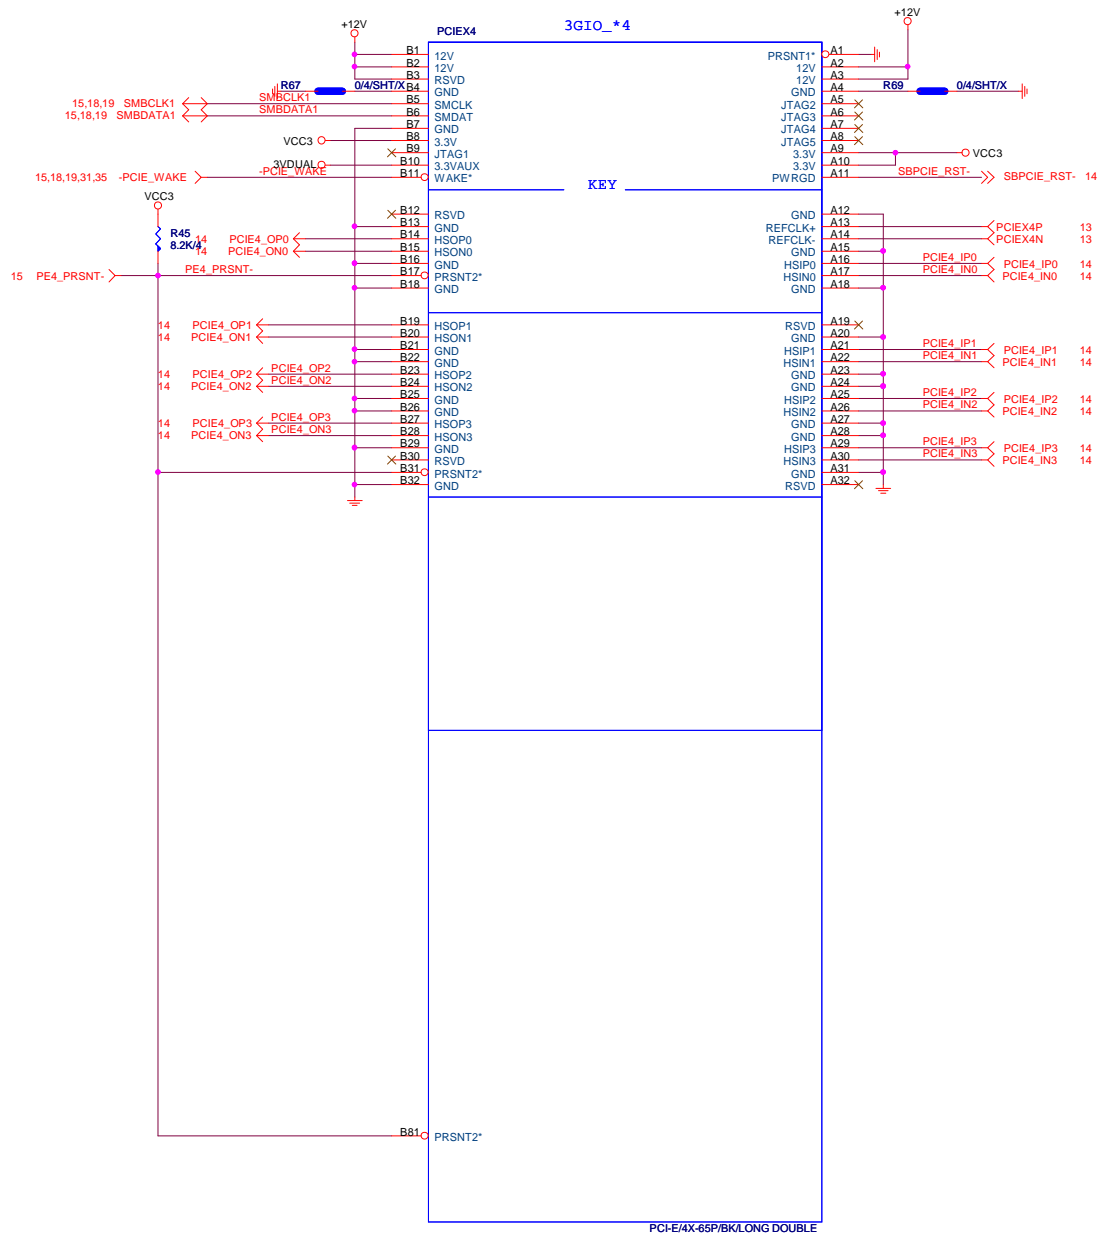 3GIO_*4
+12V
+12V
PCIEX4
B1 12V PRSNT1* A1
B2 12V 12V A2
B3 RSVD 12V A3
R67 0/4/SHT/X B4 GND GND A4 R69 0/4/SHT/X
15,18,19 SMBCLK1 SMBCLK1 B5 SMCLK JTAG2 A5
15,18,19 SMBDATA1 SMBDATA1 B6 SMDAT JTAG3 A6
B7 GND JTAG4 A7
VCC3 B8 3.3V JTAG5 A8
B9 JTAG1 3.3V A9 VCC3
3VDUAL B10 3.3VAUX 3.3V A10
15,18,19,31,35 -PCIE_WAKE -PCIE_WAKE B11 WAKE* PWRGD A11 SBPCIE_RST- SBPCIE_RST- 14
KEY
VCC3
B12 RSVD GND A12
B13 GND REFCLK+ A13 PCIEX4P 13
R45
8.2K/4
14 PCIE4_OP0 B14 HSOP0 REFCLK- A14 PCIEX4N 13
14 PCIE4_ON0 B15 HSON0 GND A15
B16 GND HSIP0 A16 PCIE4_IP0 PCIE4_IP0 14
15 PE4_PRSNT- PE4_PRSNT- B17 PRSNT2* HSIN0 A17 PCIE4_IN0 PCIE4_IN0 14
B18 GND GND A18
14 PCIE4_OP1 B19 HSOP1 RSVD A19
14 PCIE4_ON1 B20 HSON1 GND A20
B21 GND HSIP1 A21 PCIE4_IP1 PCIE4_IP1 14
B22 GND HSIN1 A22 PCIE4_IN1 PCIE4_IN1 14
14 PCIE4_OP2 PCIE4_OP2 B23 HSOP2 GND A23
14 PCIE4_ON2 PCIE4_ON2 B24 HSON2 GND A24
B25 GND HSIP2 A25 PCIE4_IP2 PCIE4_IP2 14
B26 GND HSIN2 A26 PCIE4_IN2 PCIE4_IN2 14
14 PCIE4_OP3 PCIE4_OP3 B27 HSOP3 GND A27
14 PCIE4_ON3 PCIE4_ON3 B28 HSON3 GND A28
B29 GND HSIP3 A29 PCIE4_IP3 PCIE4_IP3 14
B30 RSVD HSIN3 A30 PCIE4_IN3 PCIE4_IN3 14
B31 PRSNT2* GND A31
B32 GND RSVD A32
B81 PRSNT2*
PCI-E/4X-65P/BK/LONG DOUBLE